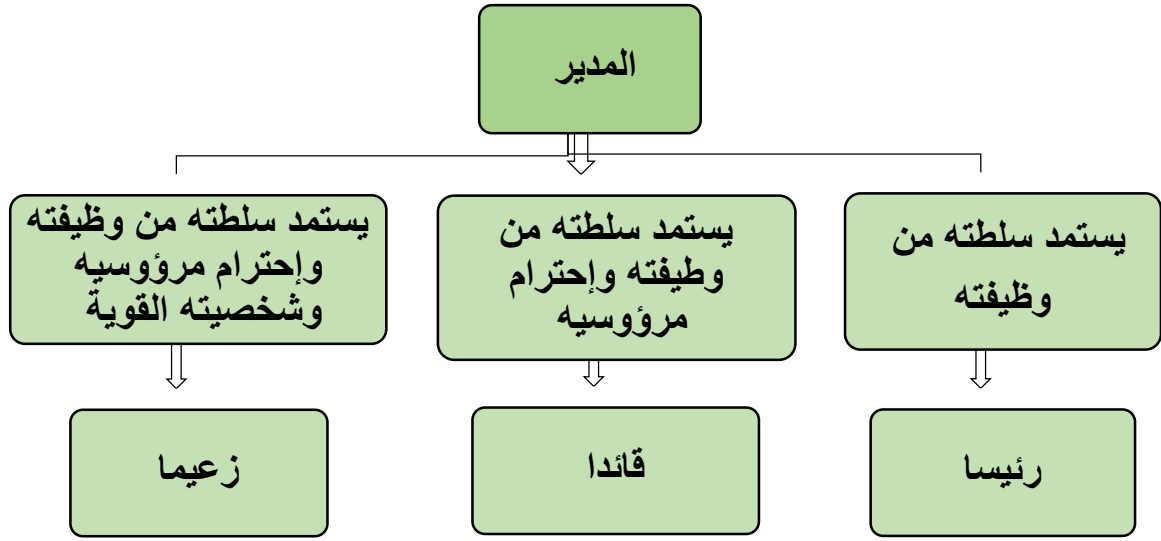 المدير
يستمد سلطته من
وظيفته
يستمد سلطته من
وطيفته وإحترام
مرؤوسيه
يستمد سلطته من وظيفته
وإحترام مرؤوسيه
وشخصيته القوية
رئيسا
قائدا
زعيما